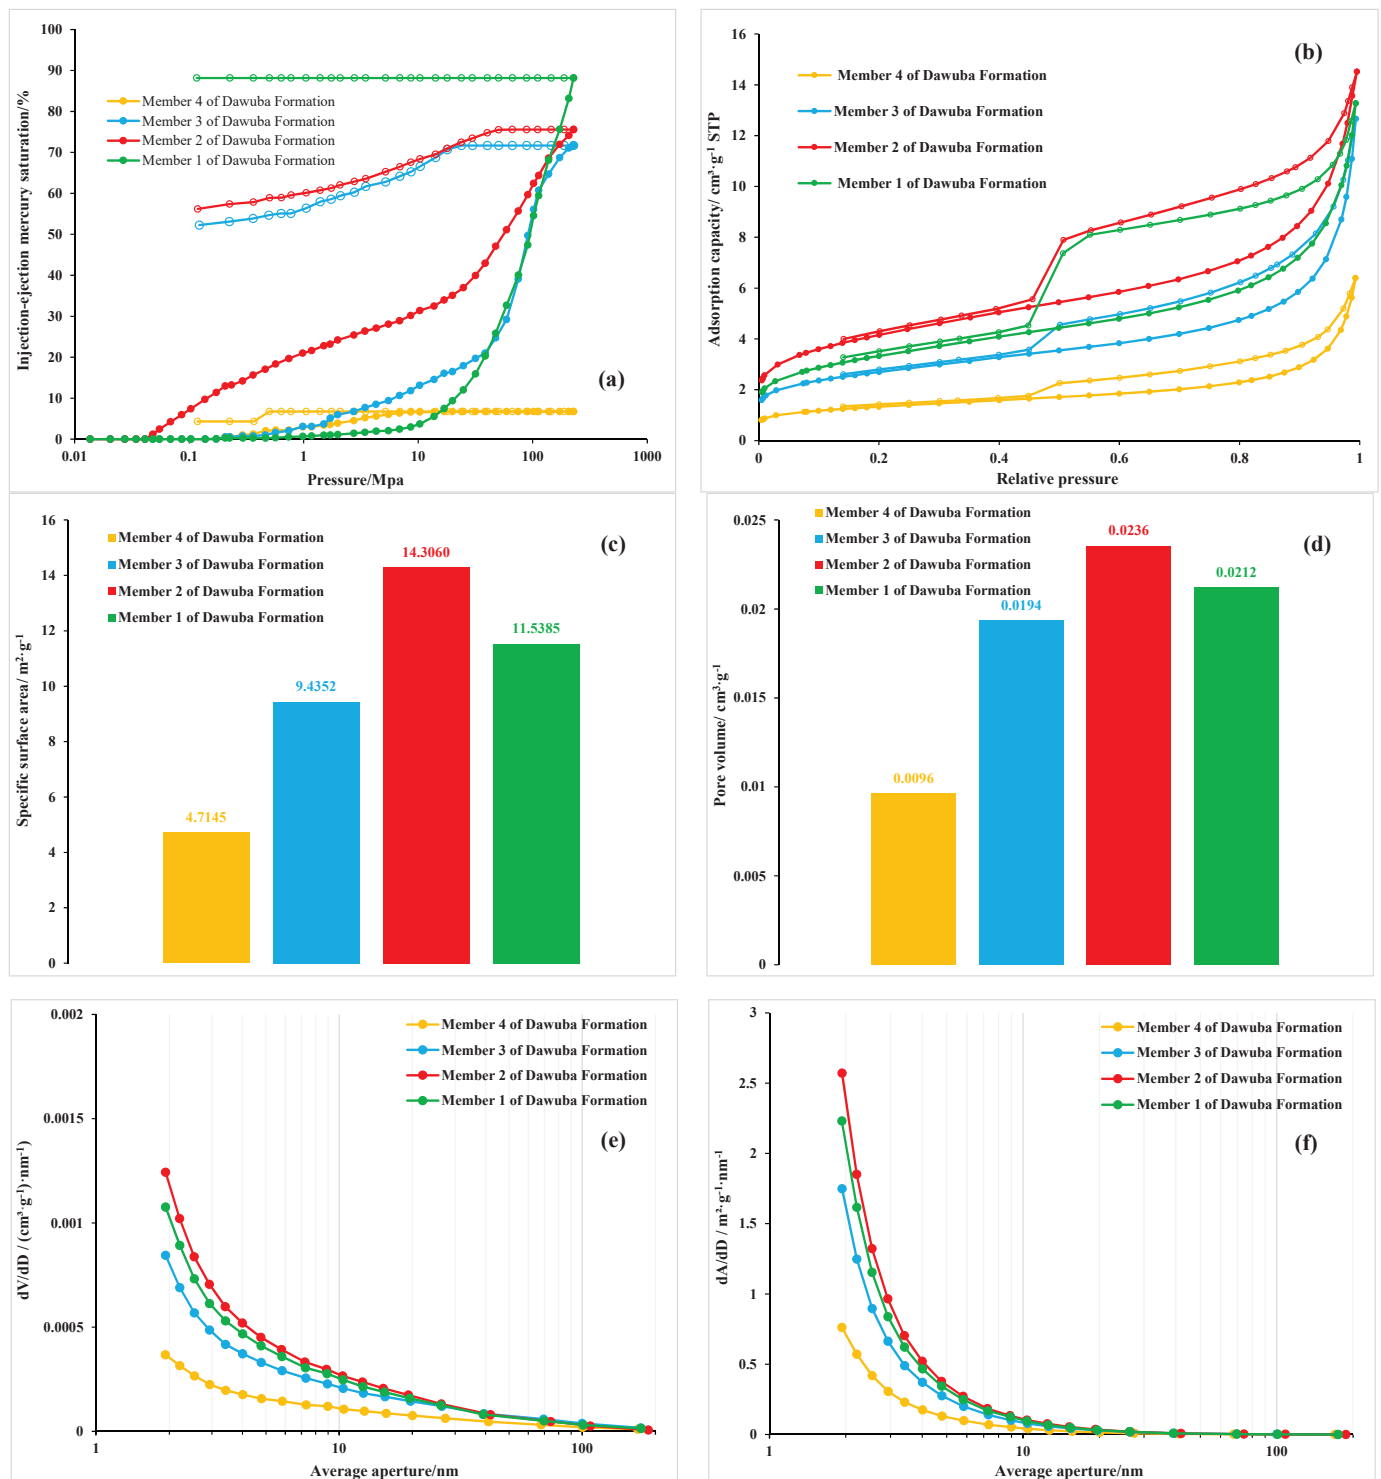 100
90
80
70
60
50
40
30
20
10
0
0.01
0.1
1
10
100
1000
Injection-ejection mercury saturation/%
Pressure/Mpa
Member 4 of Dawuba Formation
Member 3 of Dawuba Formation
Member 2 of Dawuba Formation
Member 1 of Dawuba Formation
(a)
16
14
12
10
8
6
4
2
0
0
0.2
0.4
0.6
0.8
1
Adsorption capacity/ cm³·g⁻¹ STP
Relative pressure
Member 4 of Dawuba Formation
Member 3 of Dawuba Formation
Member 2 of Dawuba Formation
Member 1 of Dawuba Formation
(b)
16
14
12
10
8
6
4
2
0
Specific surface area/ m²·g⁻¹
Member 4 of Dawuba Formation
Member 3 of Dawuba Formation
Member 2 of Dawuba Formation
Member 1 of Dawuba Formation
(c)
4.7145
9.4352
14.3060
11.5385
0.025
0.02
0.015
0.01
0.005
0
Pore volume/ cm³·g⁻¹
Member 4 of Dawuba Formation
Member 3 of Dawuba Formation
Member 2 of Dawuba Formation
Member 1 of Dawuba Formation
(d)
0.0096
0.0194
0.0236
0.0212
0.002
0.0015
0.001
0.0005
0
1
10
100
dV/dD / (cm³·g⁻¹)·nm⁻¹
Average aperture/nm
Member 4 of Dawuba Formation
Member 3 of Dawuba Formation
Member 2 of Dawuba Formation
Member 1 of Dawuba Formation
(e)
3
2.5
2
1.5
1
0.5
0
1
10
100
dA/dD / m²·g⁻¹·nm⁻¹
Average aperture/nm
Member 4 of Dawuba Formation
Member 3 of Dawuba Formation
Member 2 of Dawuba Formation
Member 1 of Dawuba Formation
(f)